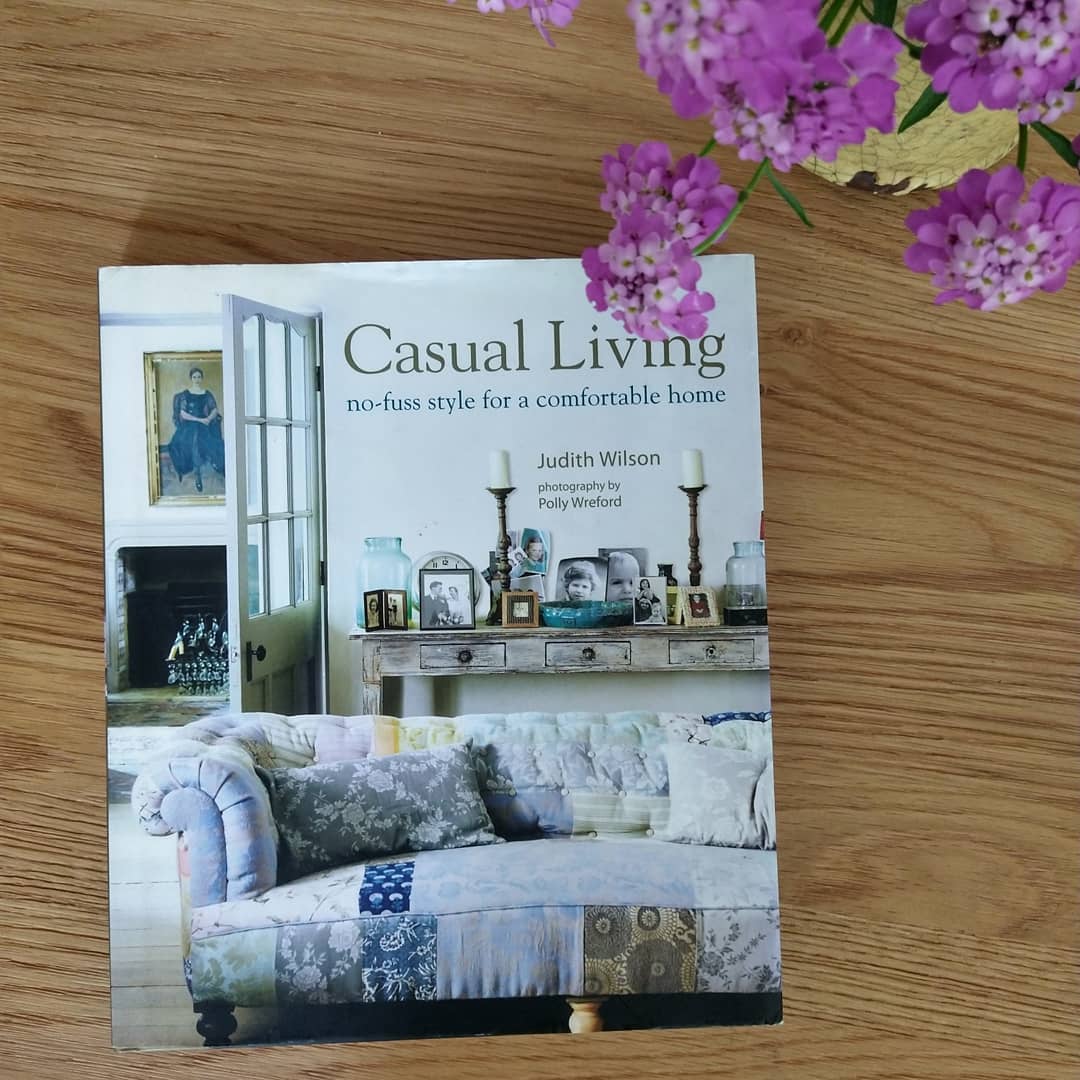 Casual Living
no-fuss style for a comfortable home
Judith Wilson
photography by
Polly Wreford